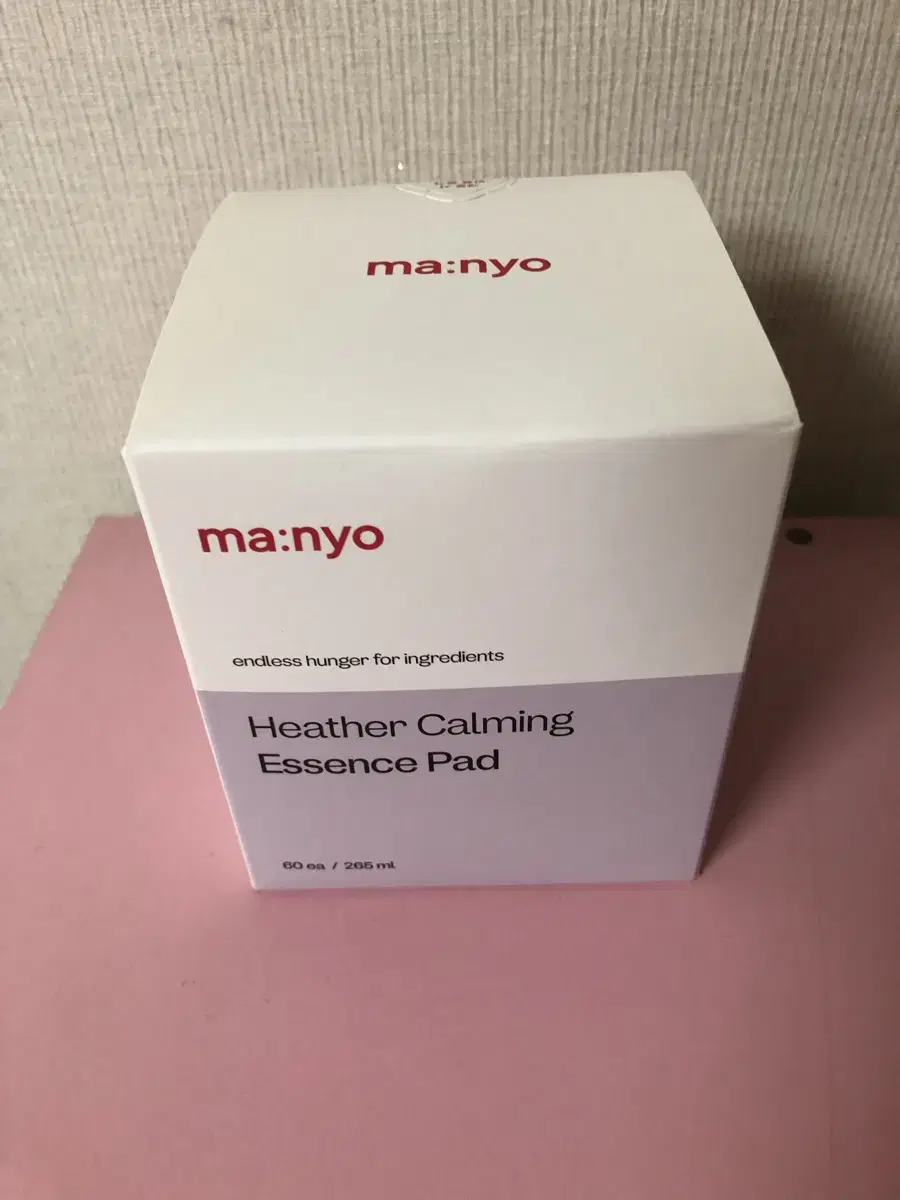 ma:nyo
ma:nyo
endless hunger for ingredients
Heather Calming
Essence Pad
60 ea / 265 ml